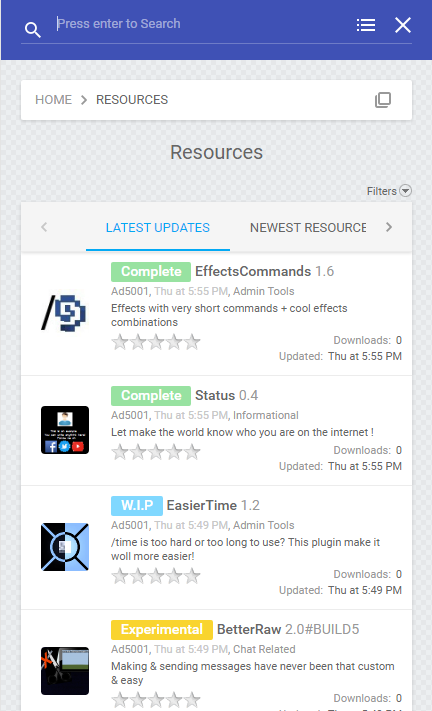 Press enter to Search
HOME > RESOURCES
Resources
Filters
LATEST UPDATES NEWEST RESOURCE
Complete EffectsCommands 1.6
Ad5001, Thu at 5:55 PM, Admin Tools
Effects with very short commands + cool effects
combinations
Downloads: 0
Updated: Thu at 5:55 PM
Complete Status 0.4
Ad5001, Thu at 5:55 PM, Informational
Let make the world know who you are on the internet !
Downloads: 0
Updated: Thu at 5:55 PM
W.I.P EasierTime 1.2
Ad5001, Thu at 5:49 PM, Admin Tools
/time is too hard or too long to use? This plugin make it
woll more easier!
Downloads: 0
Updated: Thu at 5:49 PM
Experimental BetterRaw 2.0#BUILD5
Ad5001, Thu at 5:49 PM, Chat Related
Making & sending messages have never been that custom
& easy
Downloads: 0